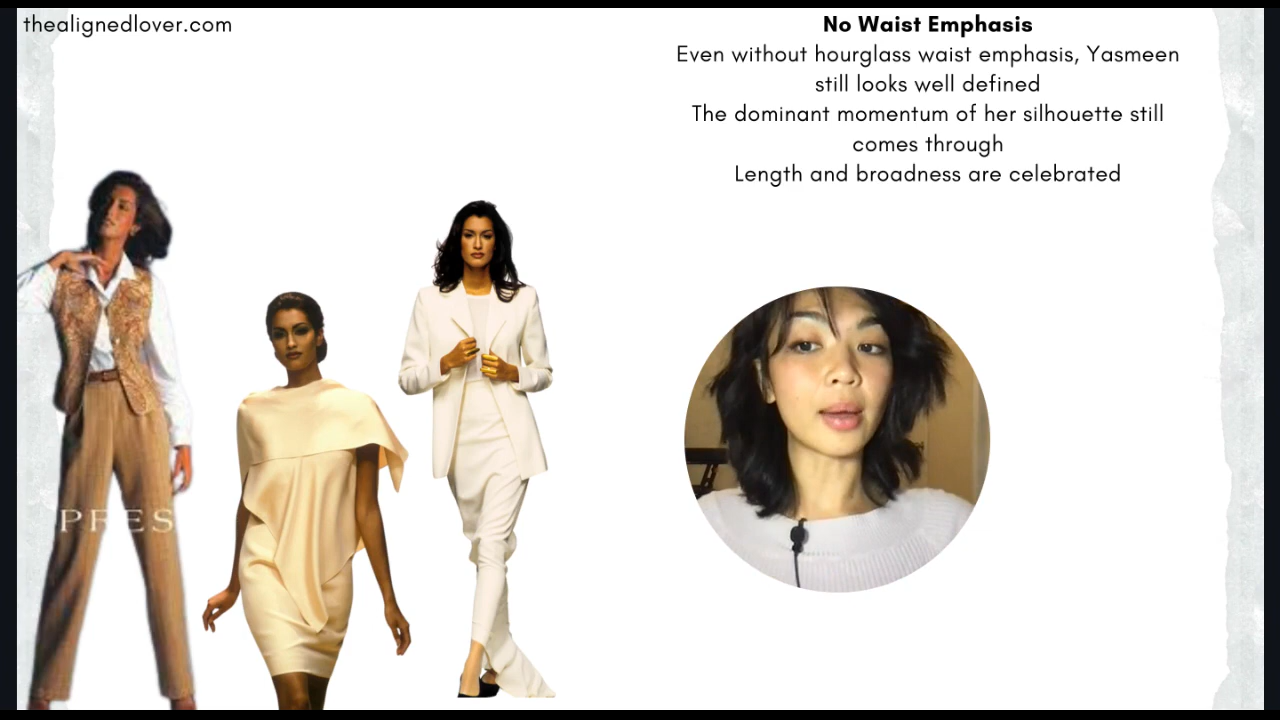 thealignedlover.com
No Waist Emphasis
Even without hourglass waist emphasis, Yasmeen
still looks well defined
The dominant momentum of her silhouette still
comes through
Length and broadness are celebrated
PRES